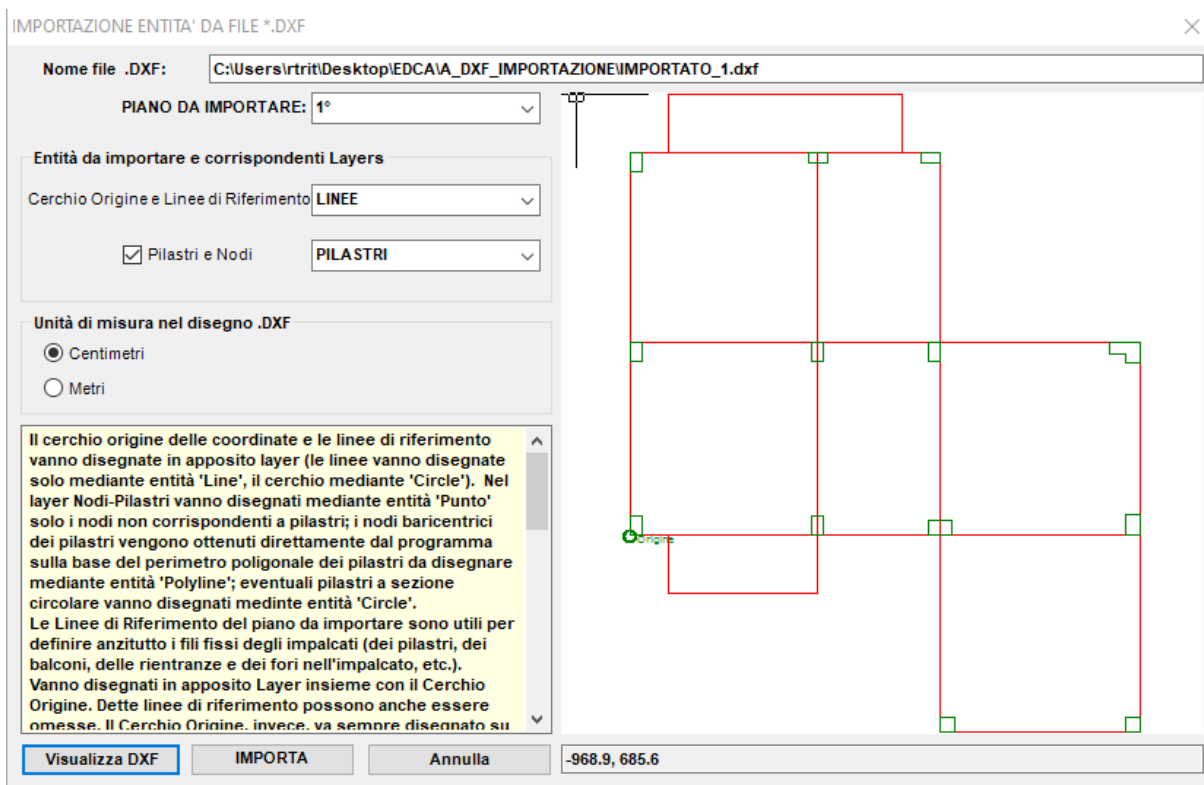 IMPORTAZIONE ENTITA' DA FILE *.DXF
Nome file .DXF: C:\Users\rtrit\Desktop\EDCA\A_DXF_IMPORTAZIONE\IMPORTATO_1.dxf
PIANO DA IMPORTARE: 1°
Entità da importare e corrispondenti Layers
Cerchio Origine e Linee di Riferimento LINEE
Pilastri e Nodi PILASTRI
Unità di misura nel disegno .DXF
Centimetri
Metri
Il cerchio origine delle coordinate e le linee di riferimento
vanno disegnate in apposito layer (le linee vanno disegnate
solo mediante entità 'Line', il cerchio mediante 'Circle'). Nel
layer Nodi-Pilastri vanno disegnati mediante entità 'Punto'
solo i nodi non corrispondenti a pilastri; i nodi baricentrici
dei pilastri vengono ottenuti direttamente dal programma
sulla base del perimetro poligonale dei pilastri da disegnare
mediante entità 'Polyline'; eventuali pilastri a sezione
circolare vanno disegnati medinte entità 'Circle'.
Le Linee di Riferimento del piano da importare sono utili per
definire anzitutto i fili fissi degli impalcati (dei pilastri, dei
balconi, delle rientranze e dei fori nell'impalcato, etc.).
Vanno disegnati in apposito Layer insieme con il Cerchio
Origine. Dette linee di riferimento possono anche essere
omesse. Il Cerchio Origine, invece, va sempre disegnato su
Origine
Visualizza DXF IMPORTA Annulla -968.9, 685.6